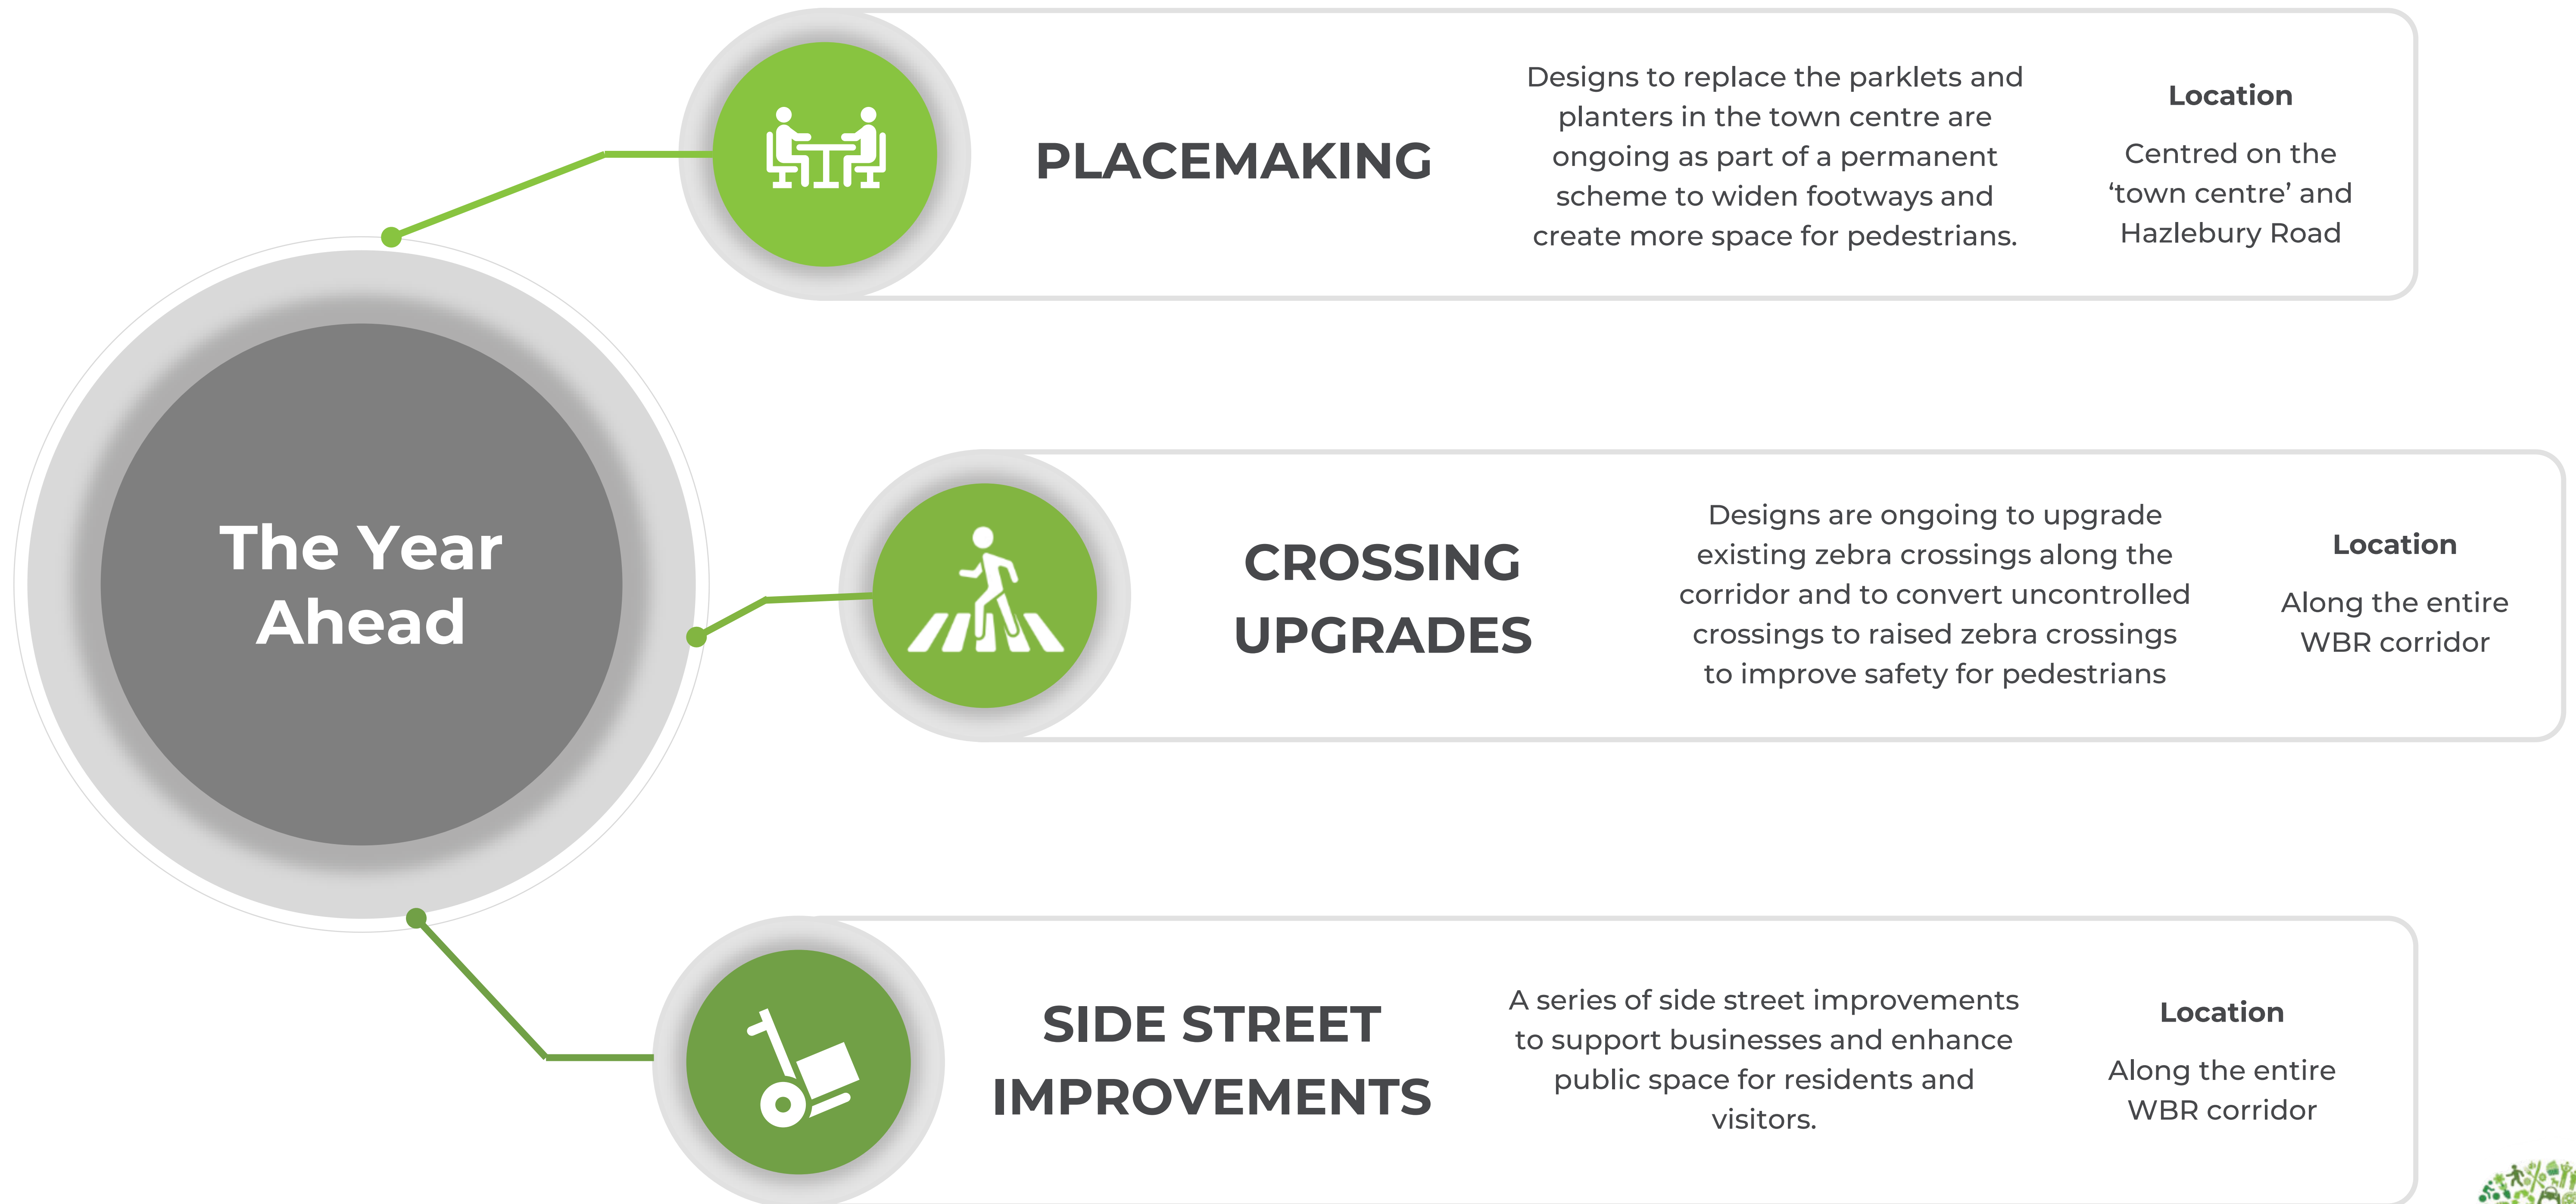 The Year
Ahead
PLACEMAKING
Designs to replace the parklets and
planters in the town centre are
ongoing as part of a permanent
scheme to widen footways and
create more space for pedestrians.
Location
Centred on the
‘town centre’ and
Hazlebury Road
CROSSING
UPGRADES
Designs are ongoing to upgrade
existing zebra crossings along the
corridor and to convert uncontrolled
crossings to raised zebra crossings
to improve safety for pedestrians
Location
Along the entire
WBR corridor
SIDE STREET
IMPROVEMENTS
A series of side street improvements
to support businesses and enhance
public space for residents and
visitors.
Location
Along the entire
WBR corridor